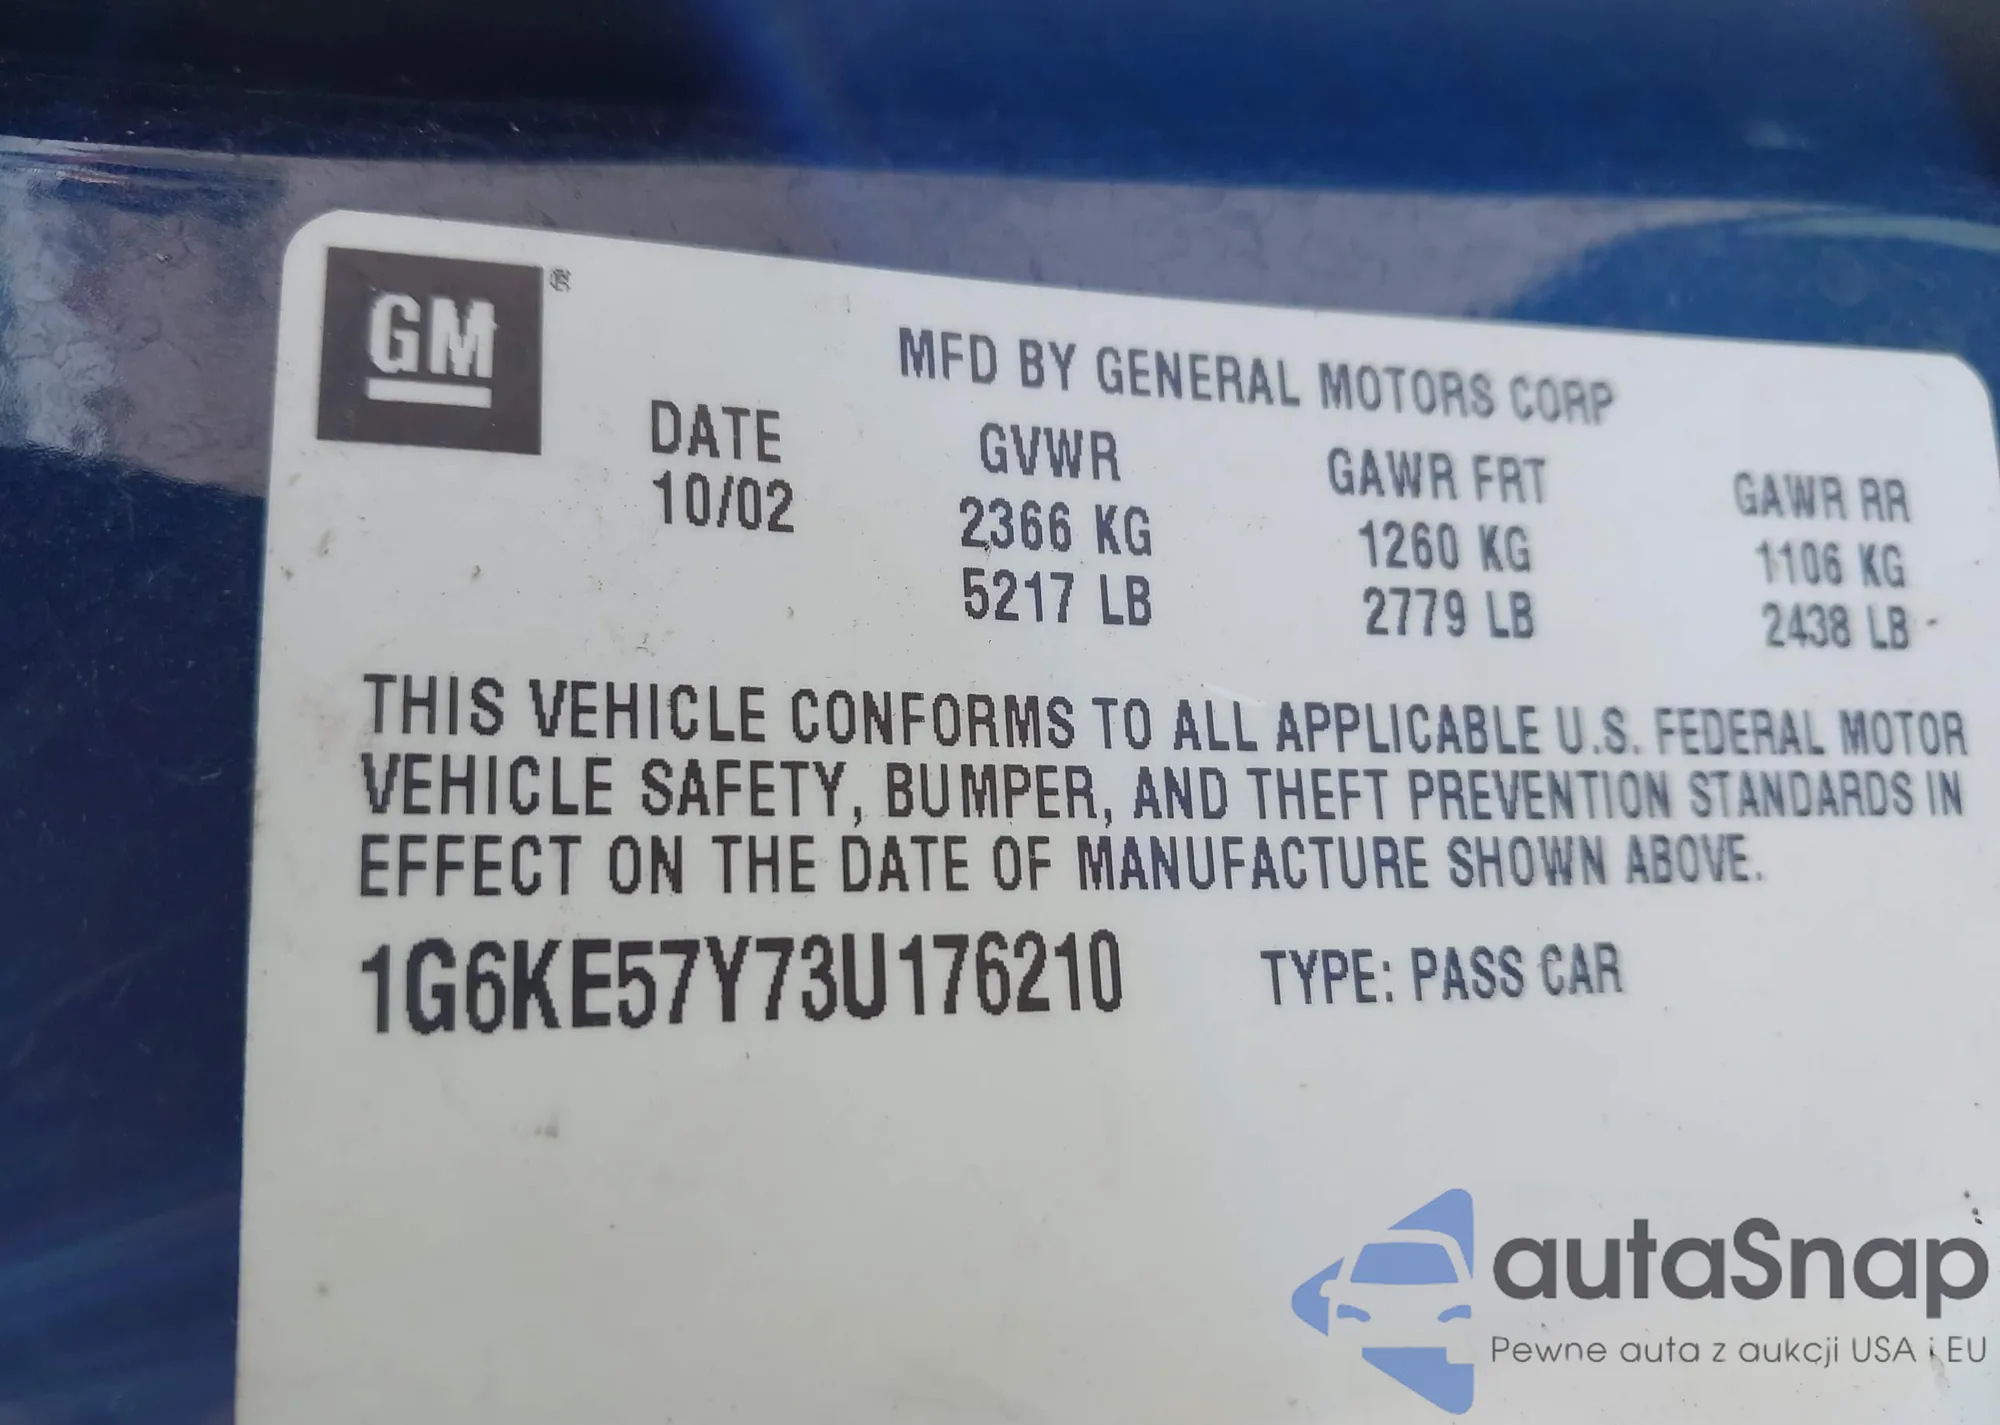 GM ®
MFD BY GENERAL MOTORS CORP
DATE GVWR GAWR FRT GAWR RR
10/02 2366 KG 1260 KG 1106 KG
5217 LB 2779 LB 2438 LB
THIS VEHICLE CONFORMS TO ALL APPLICABLE U.S. FEDERAL MOTOR
VEHICLE SAFETY, BUMPER, AND THEFT PREVENTION STANDARDS IN
EFFECT ON THE DATE OF MANUFACTURE SHOWN ABOVE.
1G6KE57Y73U176210 TYPE: PASS CAR
autaSnap
Pewne auta z aukcji USA i EU